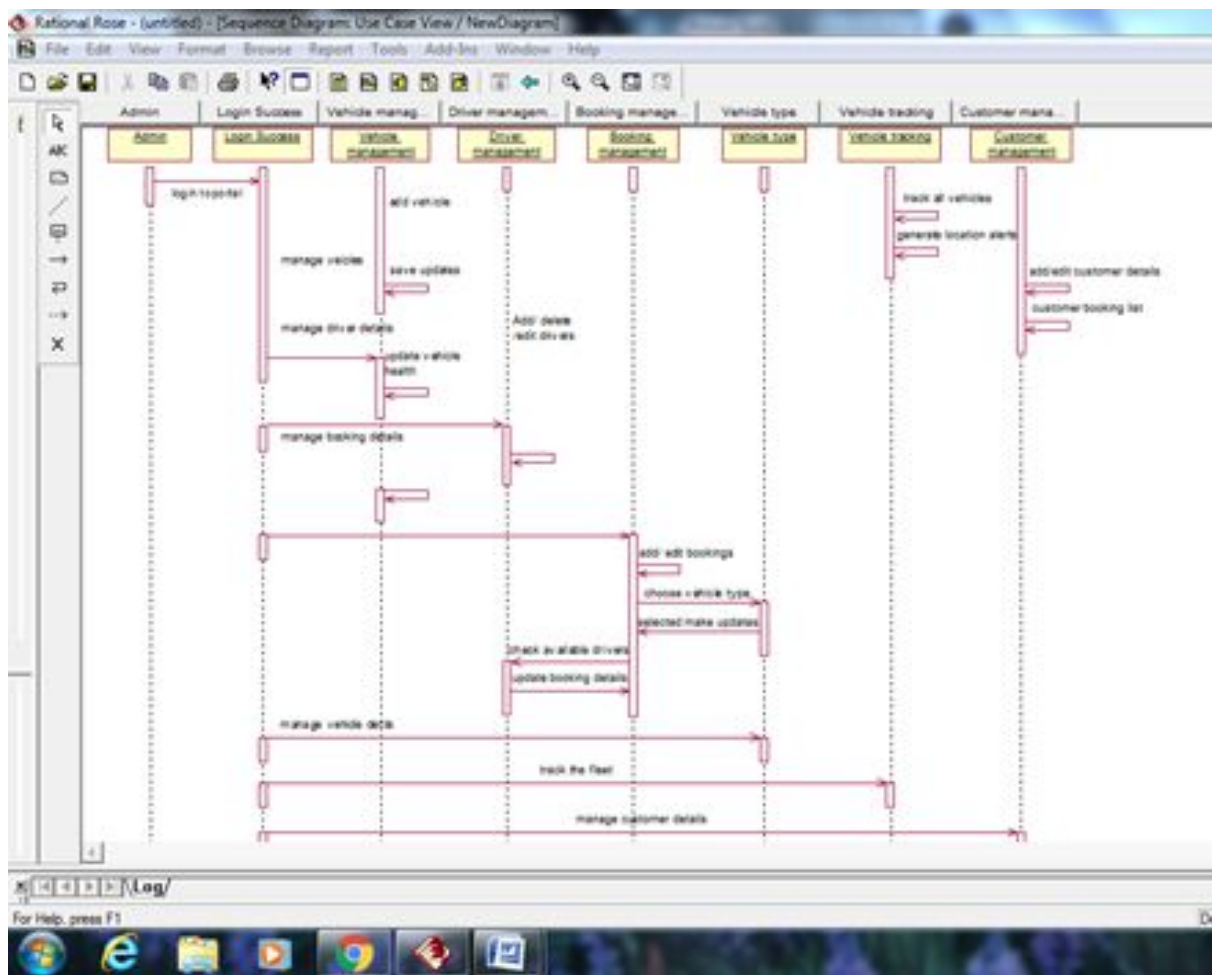 Rational Rose - (untitled) - [Sequence Diagram: Use Case View / NewDiagram]
File Edit View Format Browse Report Tools Add-Ins Window Help
Admin Login Success Vehicle manag... Driver managem... Booking manage... Vehicle type Vehicle tracking Customer mana...
ABC
Admin
Login Success
Vehicle
management
Driver
management
Booking
management
Vehicle type
Vehicle tracking
Customer
management
login to portal
add vehicle
track all vehicles
generate location alerts
manage veicles
save updates
add/edit customer details
customer booking list
manage driver details
Add/ delete
/edit drivers
update vehicle
health
manage booking details
add/ edit bookings
choose vehicle type
selected make updates
check available drivers
update booking details
manage vehicle
track the fleet
manage customer details
Log
For Help, press F1